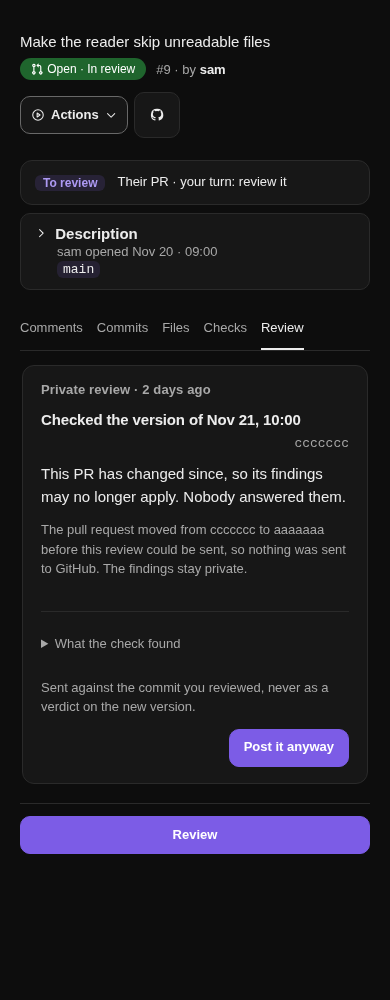 Make the reader skip unreadable files
Open · In review #9 · by sam
Actions
To review Their PR · your turn: review it
Description
sam opened Nov 20 · 09:00
main
Comments Commits Files Checks Review
Private review · 2 days ago
Checked the version of Nov 21, 10:00
ccccccc
This PR has changed since, so its findings
may no longer apply. Nobody answered them.
The pull request moved from ccccccc to aaaaaaa
before this review could be sent, so nothing was sent
to GitHub. The findings stay private.
What the check found
Sent against the commit you reviewed, never as a
verdict on the new version.
Post it anyway
Review